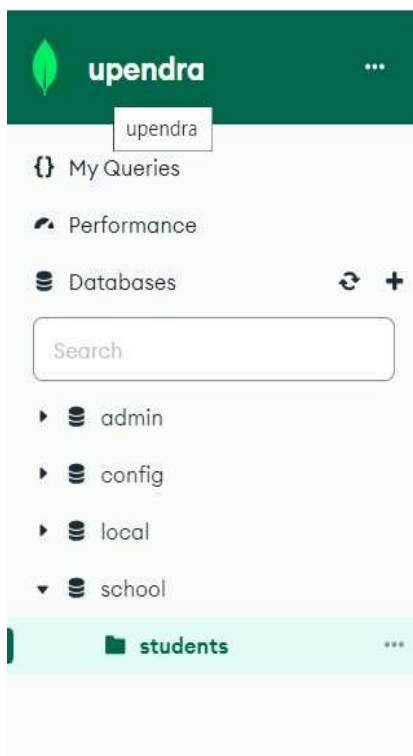 upendra
upendra
{} My Queries
Performance
Databases
Search
admin
config
local
school
students